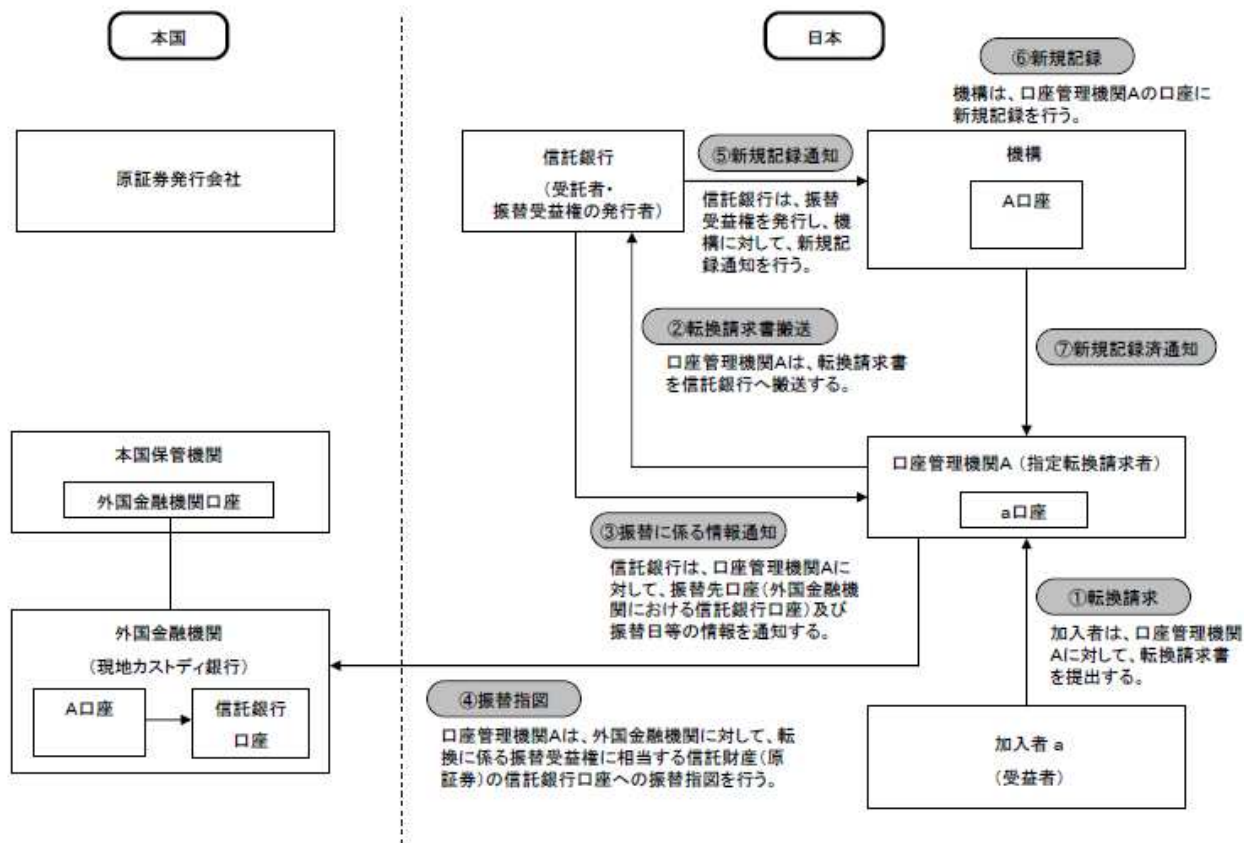 本国
日本
⑥新規記録
機構は、口座管理機関Aの口座に
新規記録を行う。
原証券発行会社
信託銀行
(受託者・
振替受益権の発行者)
⑤新規記録通知
信託銀行は、振替
受益権を発行し、機
構に対して、新規記
録通知を行う。
機構
A口座
②転換請求書搬送
口座管理機関Aは、転換請求書
を信託銀行へ搬送する。
⑦新規記録済通知
本国保管機関
外国金融機関口座
口座管理機関A(指定転換請求者)
a口座
③振替に係る情報通知
信託銀行は、口座管理機関Aに
対して、振替先口座(外国金融機
関における信託銀行口座)及び
振替日等の情報を通知する。
①転換請求
加入者は、口座管理機関
Aに対して、転換請求書
を提出する。
外国金融機関
(現地カストディ銀行)
A口座
信託銀行
口座
④振替指図
口座管理機関Aは、外国金融機関に対して、転
換に係る振替受益権に相当する信託財産(原
証券)の信託銀行口座への振替指図を行う。
加入者 a
(受益者)